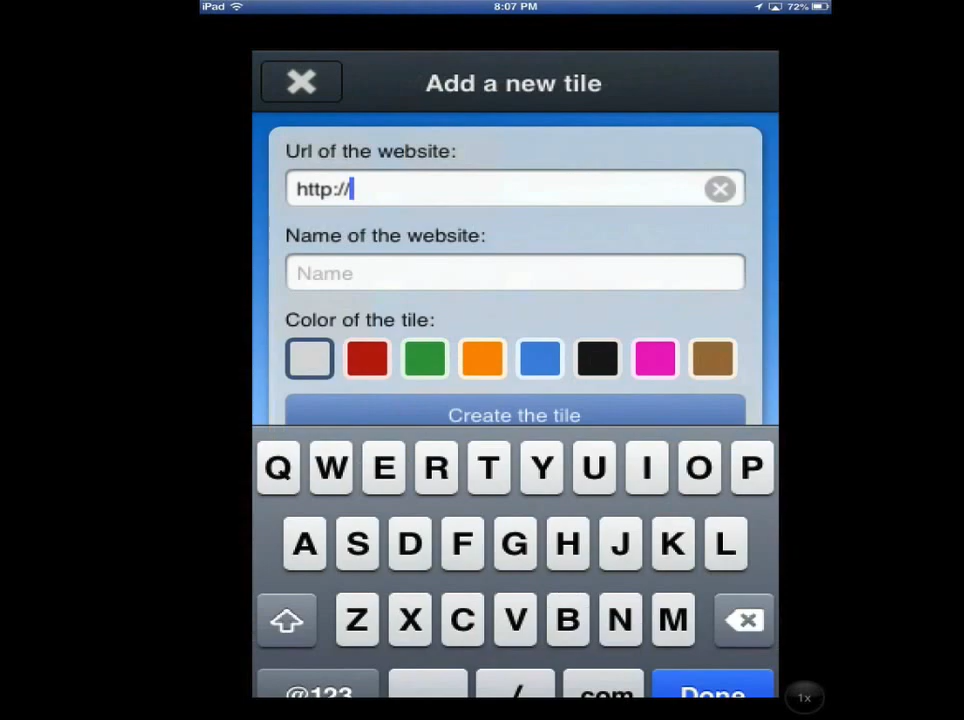 iPad 8:07 PM 72%
Add a new tile
Url of the website:
http://
Name of the website:
Name
Color of the tile:
Create the tile
Q W E R T Y U I O P
A S D F G H J K L
Z X C V B N M
@123 . / .com Done
1x